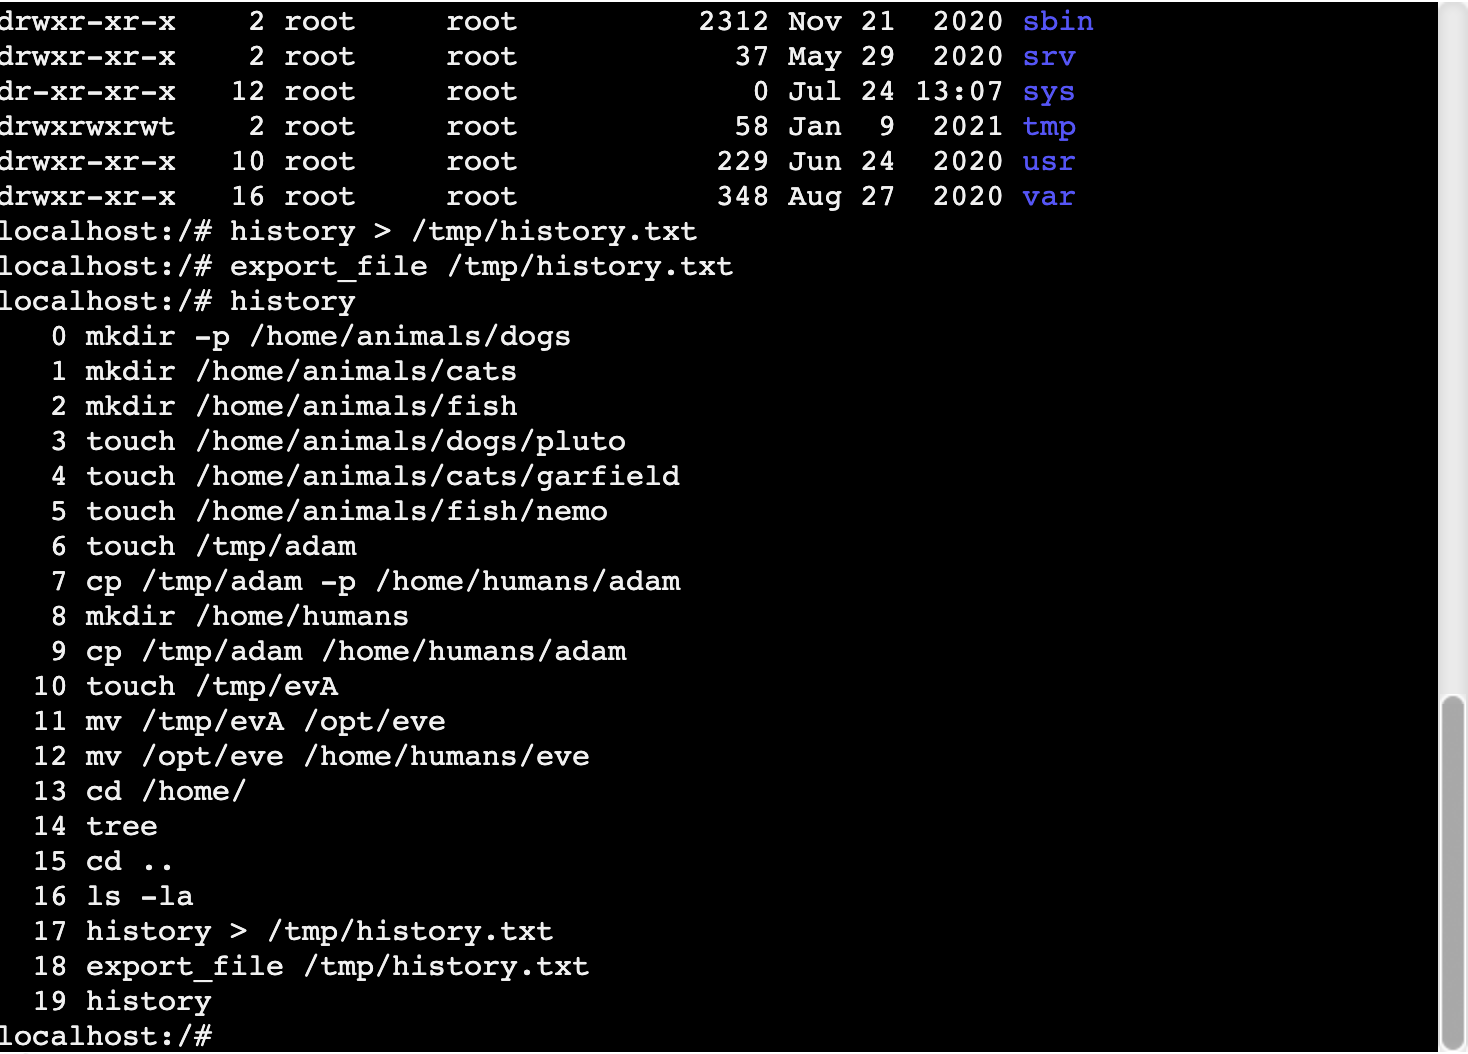 drwxr-xr-x    2 root     root          2312 Nov 21  2020 sbin
drwxr-xr-x    2 root     root            37 May 29  2020 srv
dr-xr-xr-x   12 root     root             0 Jul 24 13:07 sys
drwxrwxrwt    2 root     root            58 Jan  9  2021 tmp
drwxr-xr-x   10 root     root           229 Jun 24  2020 usr
drwxr-xr-x   16 root     root           348 Aug 27  2020 var
localhost:/# history > /tmp/history.txt
localhost:/# export_file /tmp/history.txt
localhost:/# history
   0 mkdir -p /home/animals/dogs
   1 mkdir /home/animals/cats
   2 mkdir /home/animals/fish
   3 touch /home/animals/dogs/pluto
   4 touch /home/animals/cats/garfield
   5 touch /home/animals/fish/nemo
   6 touch /tmp/adam
   7 cp /tmp/adam -p /home/humans/adam
   8 mkdir /home/humans
   9 cp /tmp/adam /home/humans/adam
  10 touch /tmp/evA
  11 mv /tmp/evA /opt/eve
  12 mv /opt/eve /home/humans/eve
  13 cd /home/
  14 tree
  15 cd ..
  16 ls -la
  17 history > /tmp/history.txt
  18 export_file /tmp/history.txt
  19 history
localhost:/#